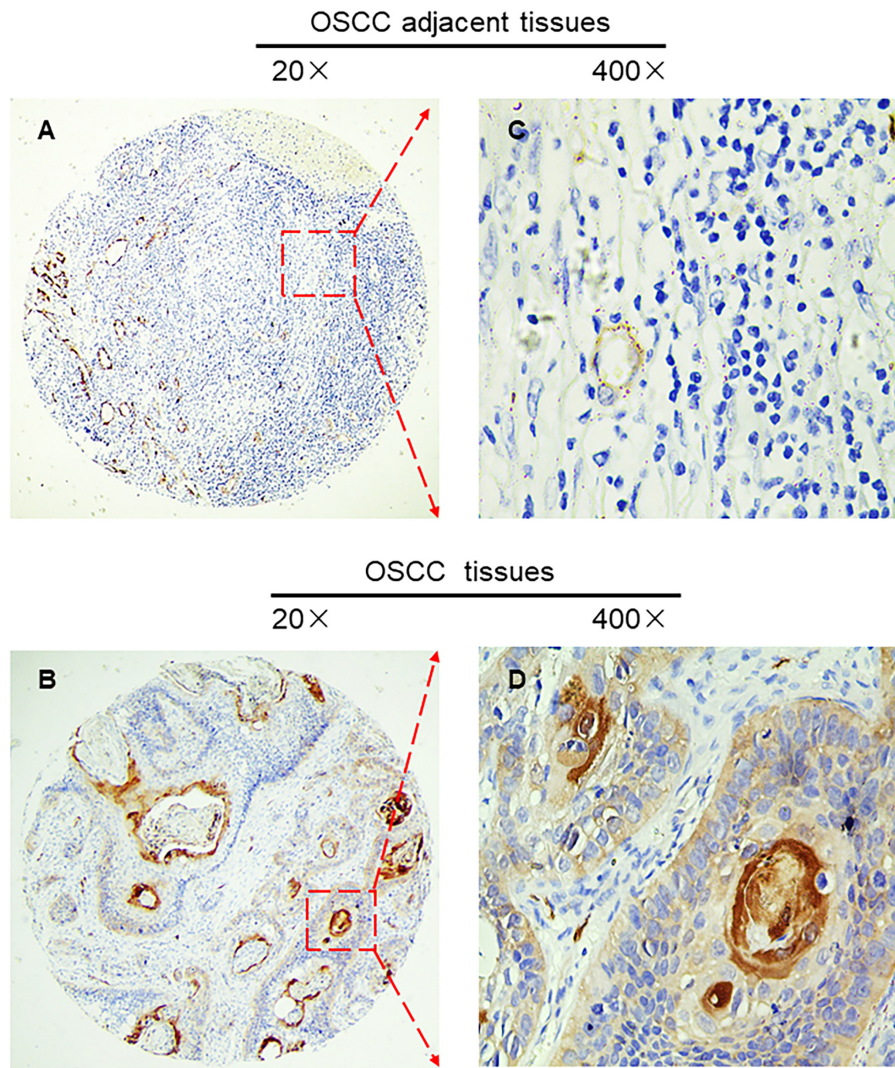 OSCC adjacent tissues
20× 400×
A
C
OSCC tissues
20× 400×
B
D